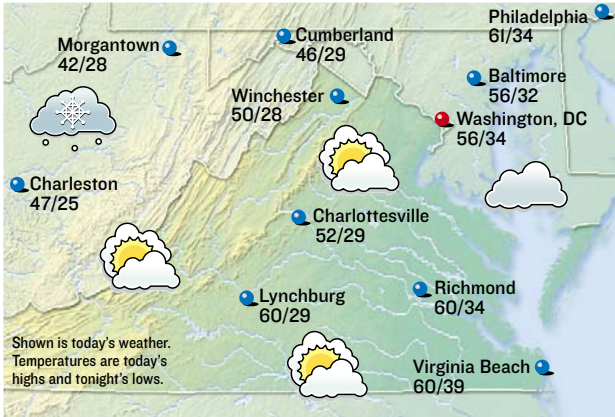 Philadelphia
61/34
Cumberland
46/29
Morgantown
42/28
Baltimore
56/32
Winchester
50/28
Washington, DC
56/34
Charleston
47/25
Charlottesville
52/29
Lynchburg
60/29
Richmond
60/34
Shown is today's weather.
Temperatures are today's
highs and tonight's lows.
Virginia Beach
60/39